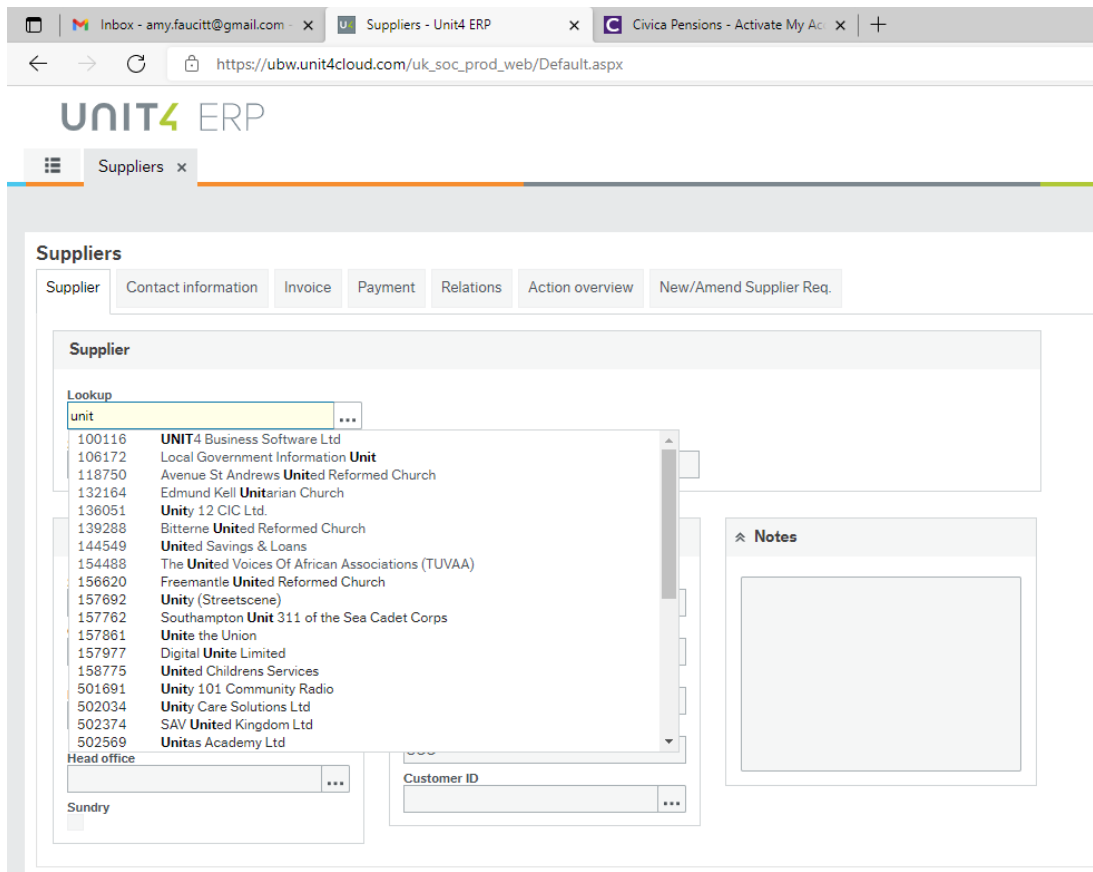 Inbox - amy.faucitt@gmail.com -
Suppliers - Unit4 ERP
Civica Pensions - Activate My Ac
https://ubw.unit4cloud.com/uk_soc_prod_web/Default.aspx
UNIT4 ERP
Suppliers x
Suppliers
Supplier Contact information Invoice Payment Relations Action overview New/Amend Supplier Req.
Supplier
Lookup
unit
100116 UNIT4 Business Software Ltd
106172 Local Government Information Unit
118750 Avenue St Andrews United Reformed Church
132164 Edmund Kell Unitarian Church
136051 Unity 12 CIC Ltd.
139288 Bitterne United Reformed Church
144549 United Savings & Loans
154488 The United Voices Of African Associations (TUVAA)
156620 Freemantle United Reformed Church
157692 Unity (Streetscene)
157762 Southampton Unit 311 of the Sea Cadet Corps
157861 Unite the Union
157977 Digital Unite Limited
158775 United Childrens Services
501691 Unity 101 Community Radio
502034 Unity Care Solutions Ltd
502374 SAV United Kingdom Ltd
502569 Unitas Academy Ltd
Notes
Head office
Customer ID
Sundry